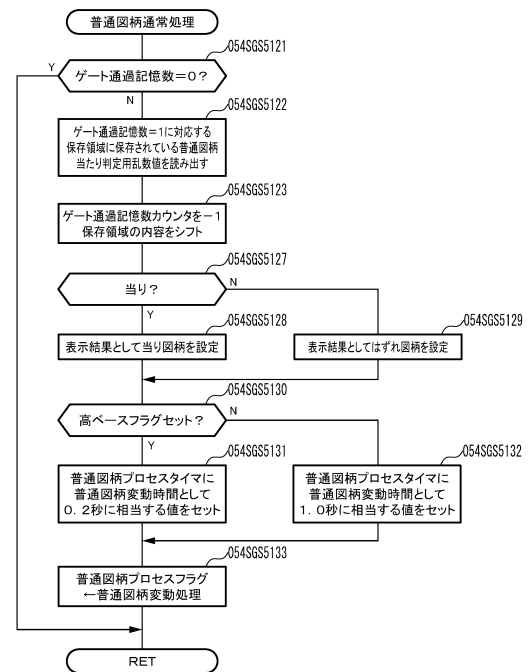 普通図柄通常処理
054SGS5121
Y
ゲート通過記憶数=0?
N
054SGS5122
ゲート通過記憶数=1に対応する
保存領域に保存されている普通図柄
当たり判定用乱数値を読み出す
054SGS5123
ゲート通過記憶数カウンタを-1
保存領域の内容をシフト
054SGS5127
当り?
N
Y
054SGS5128
表示結果として当り図柄を設定
054SGS5129
表示結果としてはずれ図柄を設定
054SGS5130
高ベースフラグセット?
N
Y
054SGS5131
普通図柄プロセスタイマに
普通図柄変動時間として
0.2秒に相当する値をセット
054SGS5132
普通図柄プロセスタイマに
普通図柄変動時間として
1.0秒に相当する値をセット
054SGS5133
普通図柄プロセスフラグ
←普通図柄変動処理
RET